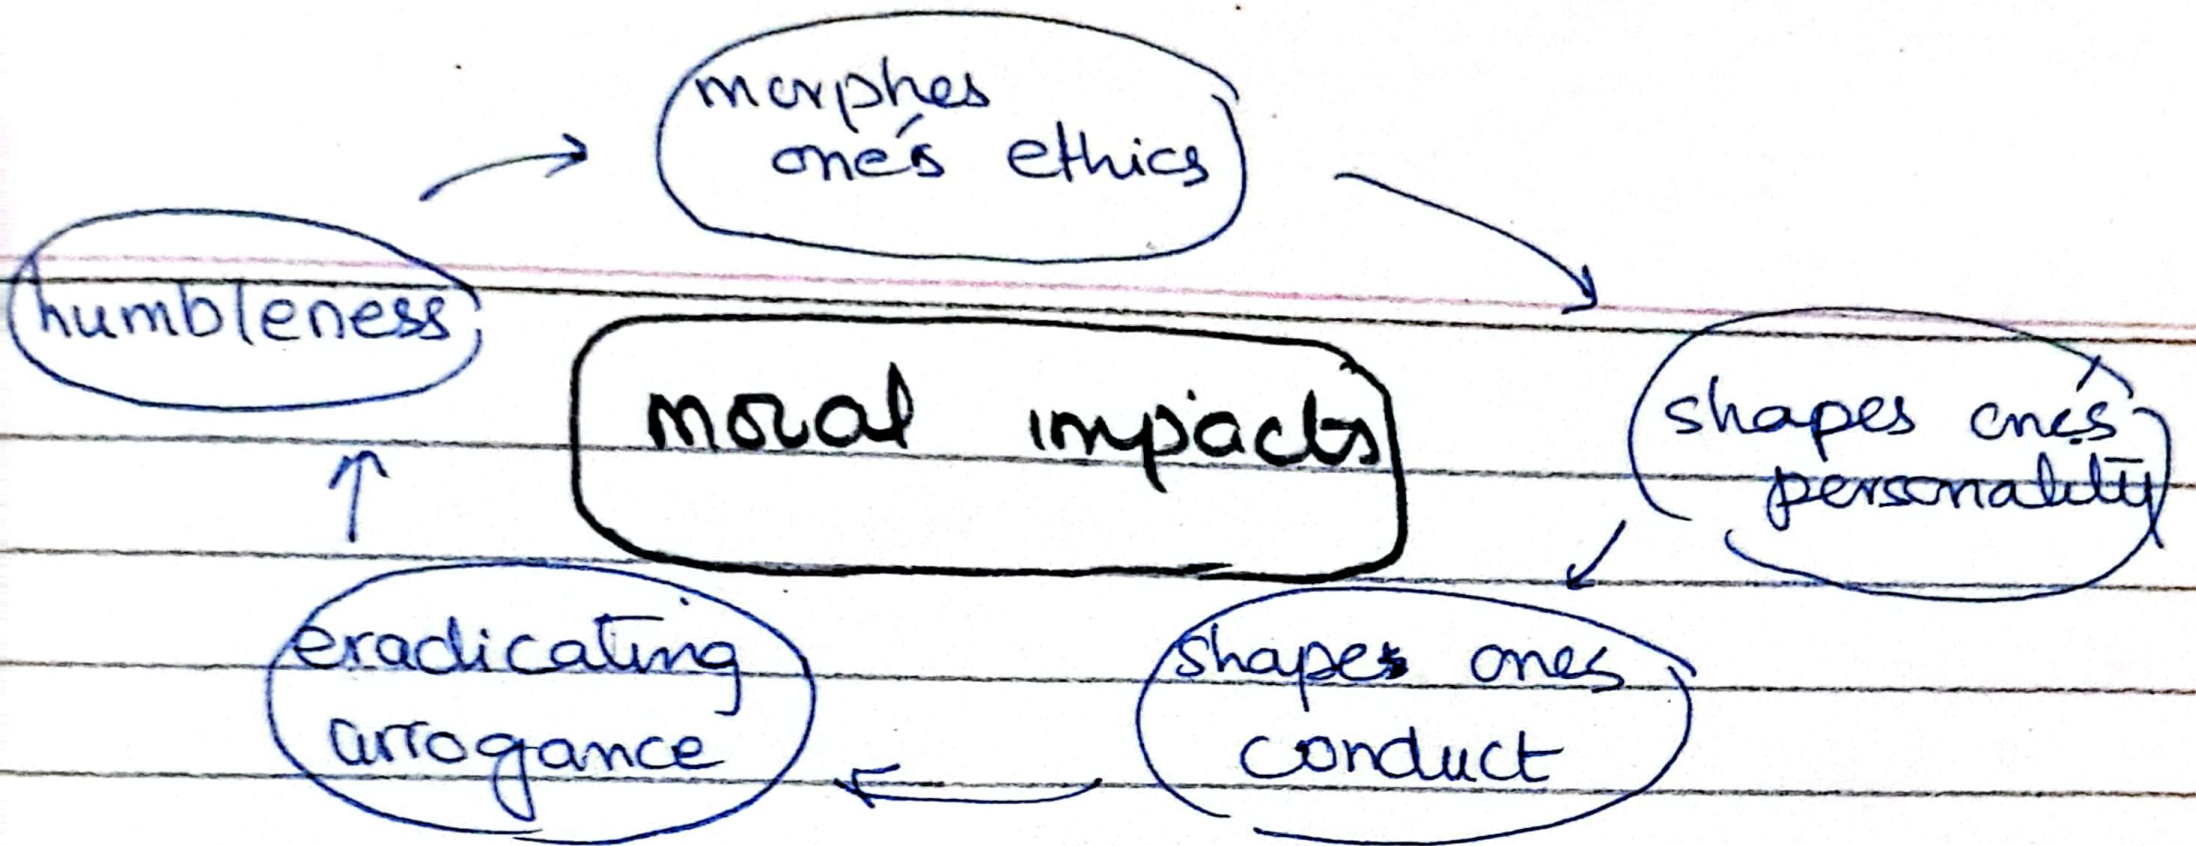 morphes
one's ethics
humbleness
moral impacts
shapes one's
personality
eradicating
arrogance
shapes ones
conduct